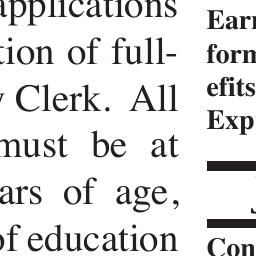 applications
tion of full-
Clerk. All
must be at
ars of age,
of education
Earn
form
efits
Exp
Con